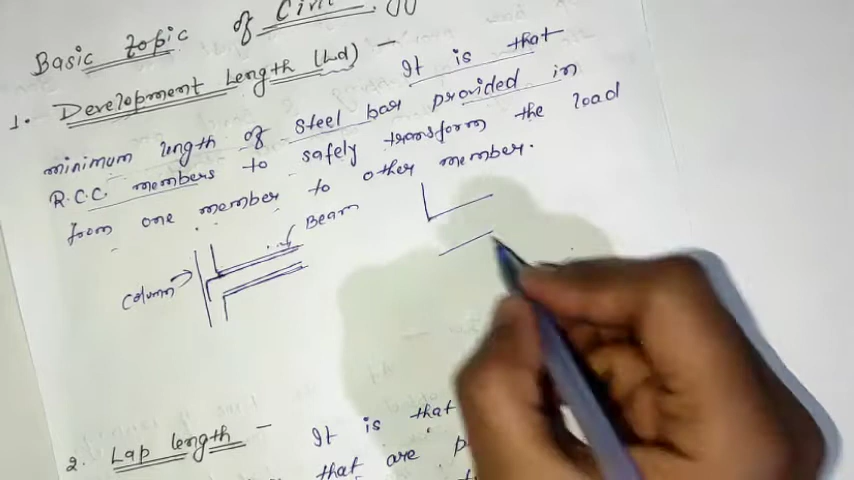 Basic topic of Civil
1. Development Length (Ld) - It is that
minimum length of steel bar provided in
R.C.C members to safely transform the load
from one member to other member.
Beam
Column
2. Lap length - It is that
that are